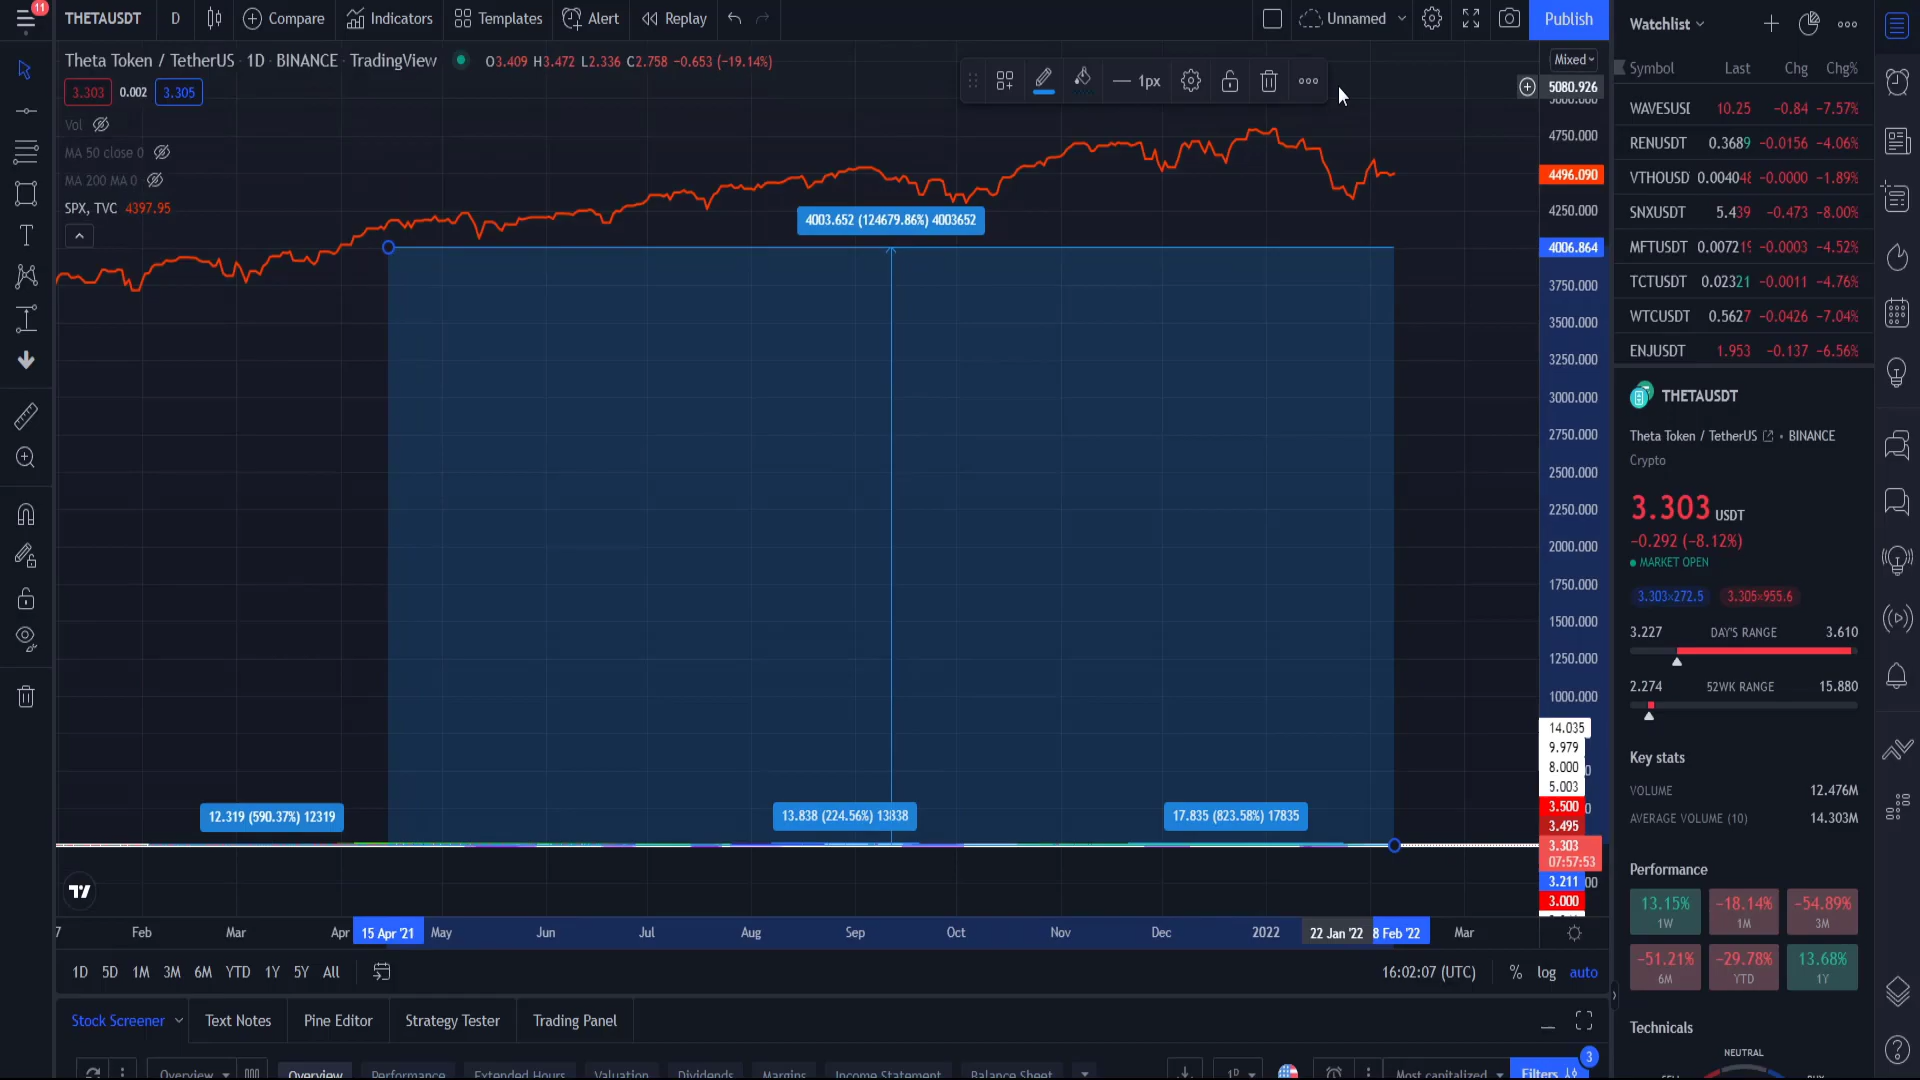 11
THETAUSDT D Compare Indicators Templates Alert Replay Unnamed Publish
Theta Token / TetherUS · 1D · BINANCE · TradingView O3.409 H3.472 L2.336 C2.758 −0.653 (−19.14%)
3.303 0.002 3.305
Vol
MA 50 close 0
MA 200 MA 0
SPX, TVC 4397.95
1px
Mixed
5080.926
4750.000
4496.090
4250.000
4006.864
3750.000
3500.000
3250.000
3000.000
2750.000
2500.000
2250.000
2000.000
1750.000
1500.000
1250.000
1000.000
14.035
9.979
8.000
5.003
3.500
3.495
3.303
07:57:53
3.211
3.000
4003.652 (124679.86%) 4003652
12.319 (590.37%) 12319
13.838 (224.56%) 13838
17.835 (823.58%) 17835
7 Feb Mar Apr 15 Apr '21 May Jun Jul Aug Sep Oct Nov Dec 2022 22 Jan '22 8 Feb '22 Mar
1D 5D 1M 3M 6M YTD 1Y 5Y All 16:02:07 (UTC) % log auto
Stock Screener Text Notes Pine Editor Strategy Tester Trading Panel
Overview Overview Performance Extended Hours Valuation Dividends Margins Income Statement Balance Sheet 1D Most capitalized Filters 3
Watchlist
Symbol Last Chg Chg%
WAVESUSD 10.25 −0.84 −7.57%
RENUSDT 0.3689 −0.0156 −4.06%
VTHOUSD 0.004048 −0.0000 −1.89%
SNXUSDT 5.439 −0.473 −8.00%
MFTUSDT 0.007219 −0.0003 −4.52%
TCTUSDT 0.02321 −0.0011 −4.76%
WTCUSDT 0.5627 −0.0426 −7.04%
ENJUSDT 1.953 −0.137 −6.56%
THETAUSDT
Theta Token / TetherUS · BINANCE
Crypto
3.303 USDT
−0.292 (−8.12%)
MARKET OPEN
3.303×272.5 3.305×955.6
3.227 DAY'S RANGE 3.610
2.274 52WK RANGE 15.880
Key stats
VOLUME 12.476M
AVERAGE VOLUME (10) 14.303M
Performance
13.15% −18.14% −54.89%
1W 1M 3M
−51.21% −29.78% 13.68%
6M YTD 1Y
Technicals
NEUTRAL